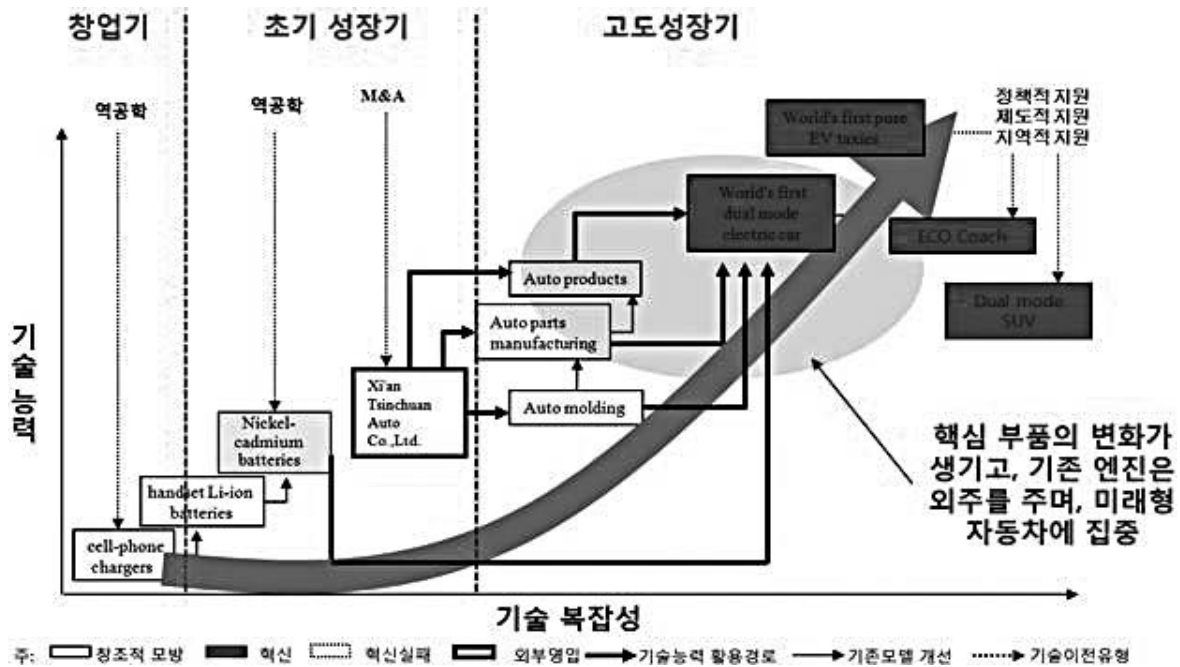 창업기
초기 성장기
고도성장기
역공학
역공학
M&A
정책적 지원
제도적 지원
지역적 지원
World's first pure
EV taxies
World's first
dual mode
electric car
ECO Coach
Dual mode
SUV
Auto products
Auto parts
manufacturing
Auto molding
Xi'an
Tsinchuan
Auto
Co.,Ltd.
Nickel-
cadmium
batteries
handset Li-ion
batteries
cell-phone
chargers
핵심 부품의 변화가
생기고, 기존 엔진은
외주를 주며, 미래형
자동차에 집중
기술 능력
기술 복잡성
주: 창조적 모방 혁신 혁신실패 외부영입 기술능력 활용경로 기존모델 개선 기술이전유형